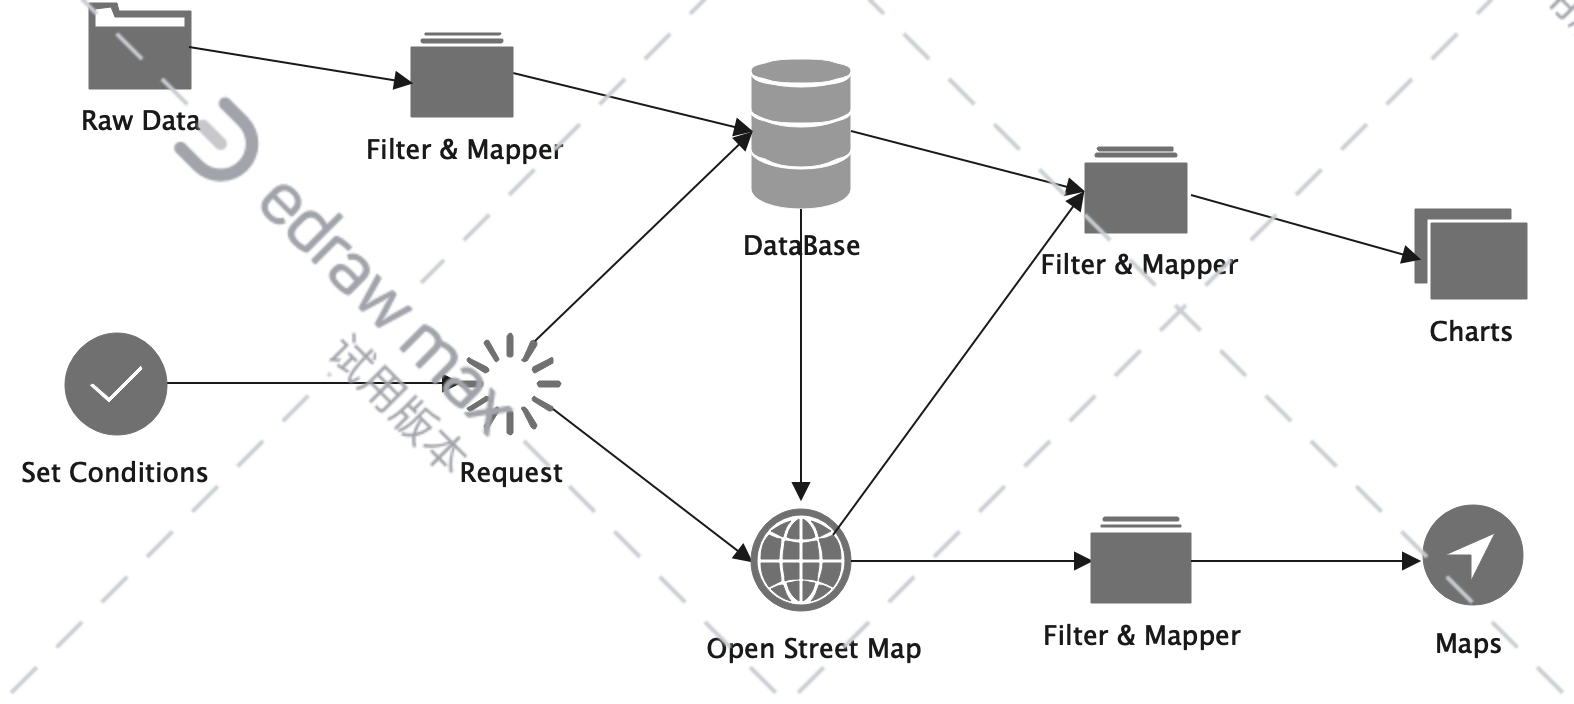 Raw Data
Filter & Mapper
DataBase
Filter & Mapper
Charts
Set Conditions
Request
Open Street Map
Filter & Mapper
Maps
edraw max
试用版本